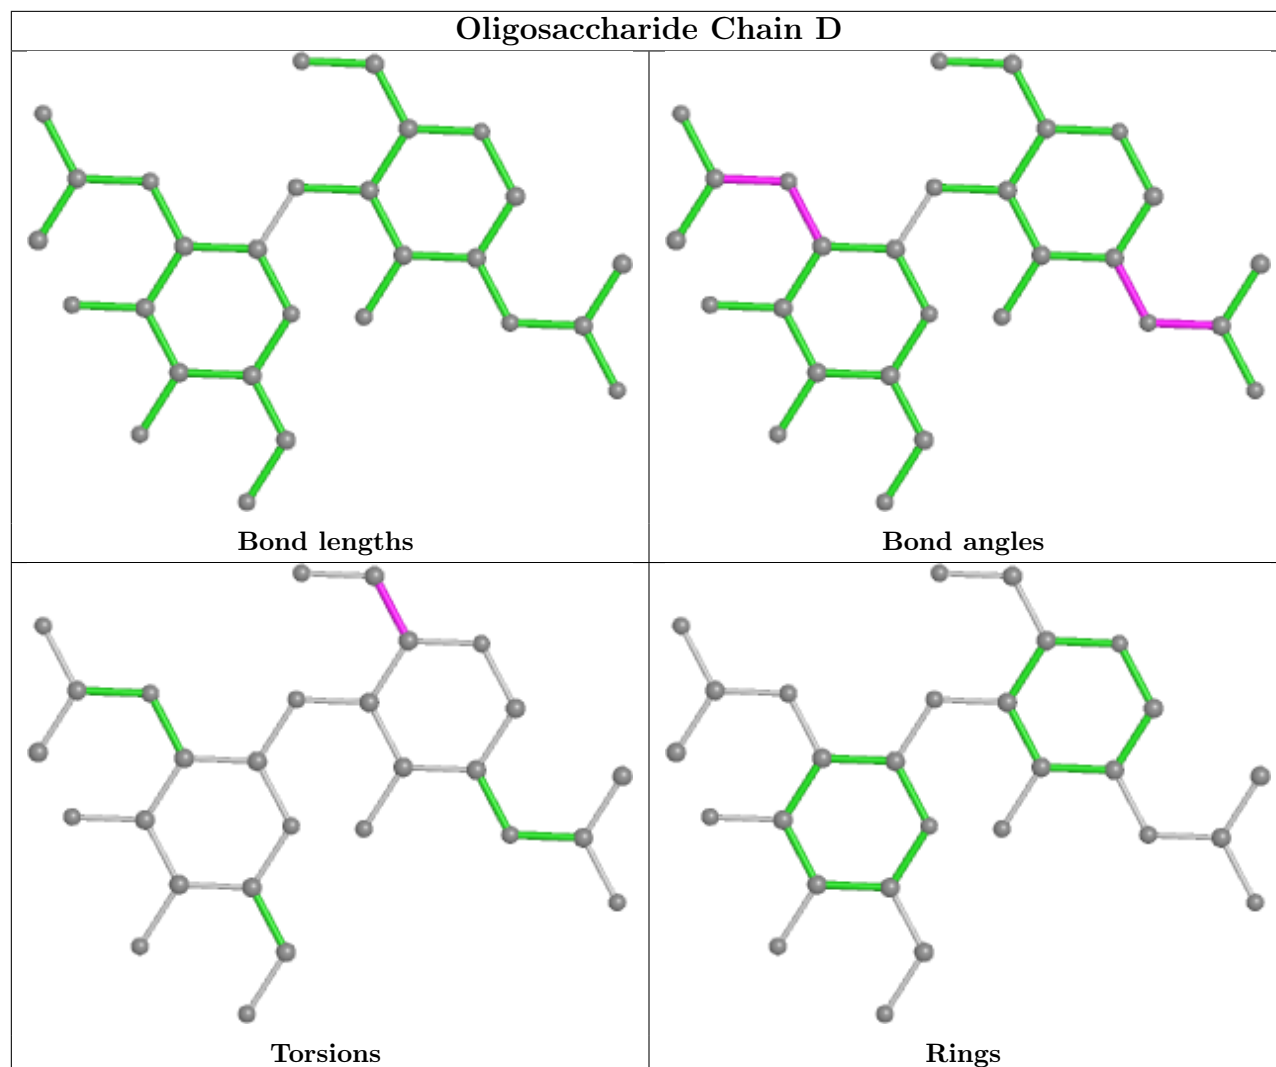 Oligosaccharide Chain D
Bond lengths
Bond angles
Torsions
Rings